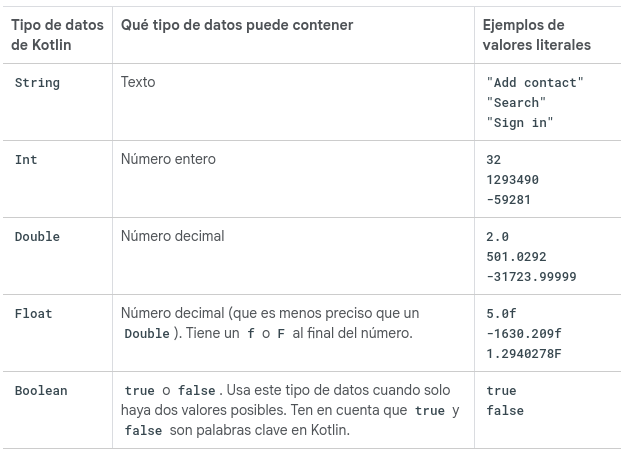 Tipo de datos de Kotlin
Qué tipo de datos puede contener
Ejemplos de valores literales
String
Texto
"Add contact"
"Search"
"Sign in"
Int
Número entero
32
1293490
-59281
Double
Número decimal
2.0
501.0292
-31723.99999
Float
Número decimal (que es menos preciso que un
Double ). Tiene un f o F al final del número.
5.0f
-1630.209f
1.2940278F
Boolean
true o false . Usa este tipo de datos cuando solo
haya dos valores posibles. Ten en cuenta que true y
false son palabras clave en Kotlin.
true
false